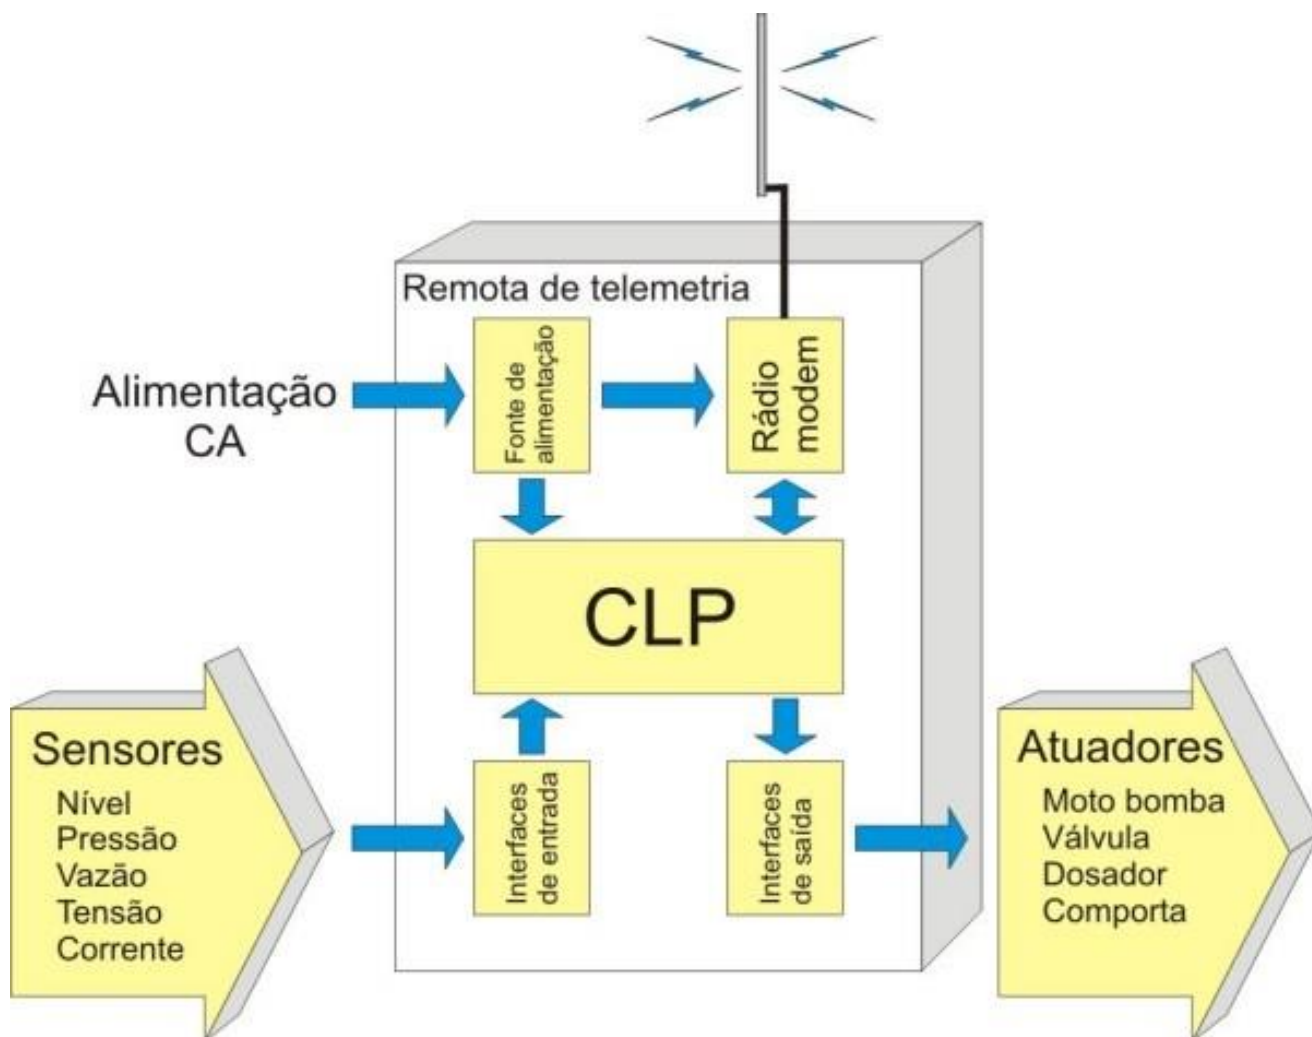 Remota de telemetria
Alimentação
CA
Fonte de
alimentação
Rádio
modem
CLP
Sensores
Nível
Pressão
Vazão
Tensão
Corrente
Interfaces
de entrada
Interfaces
de saída
Atuadores
Moto bomba
Válvula
Dosador
Comporta